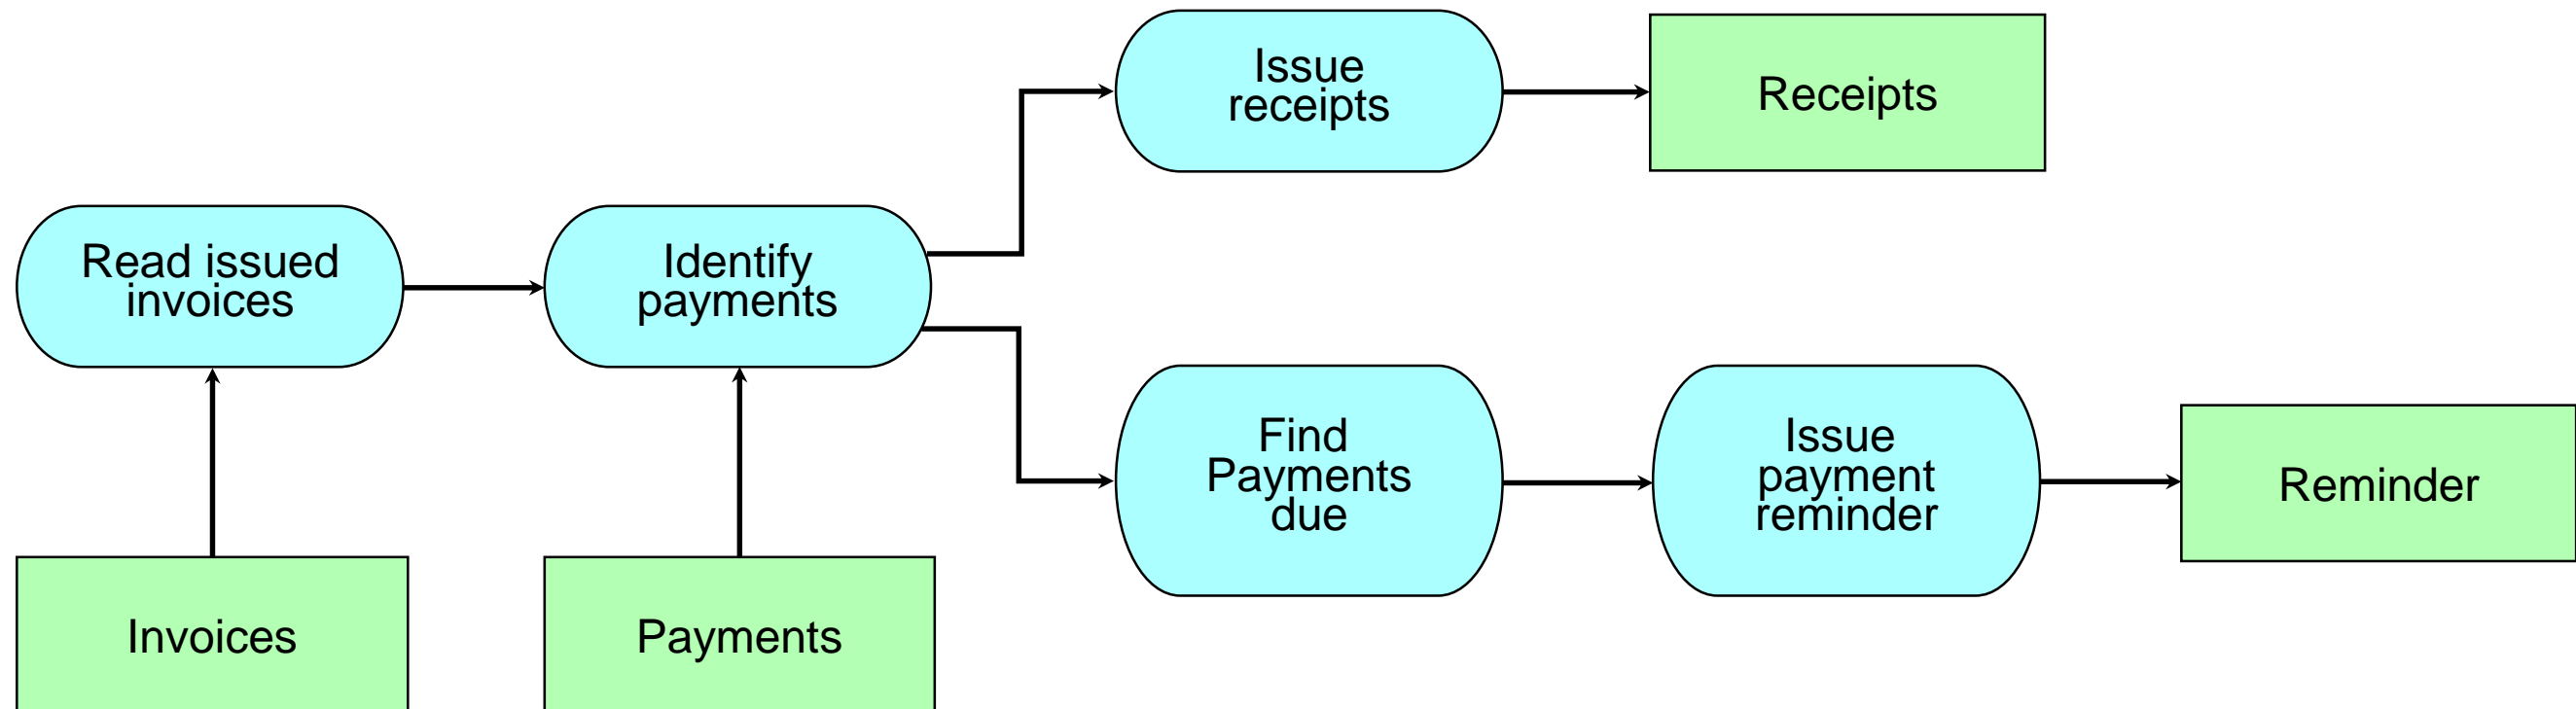 Issue
receipts
Receipts
Read issued
invoices
Identify
payments
Find
Payments
due
Issue
payment
reminder
Reminder
Invoices
Payments